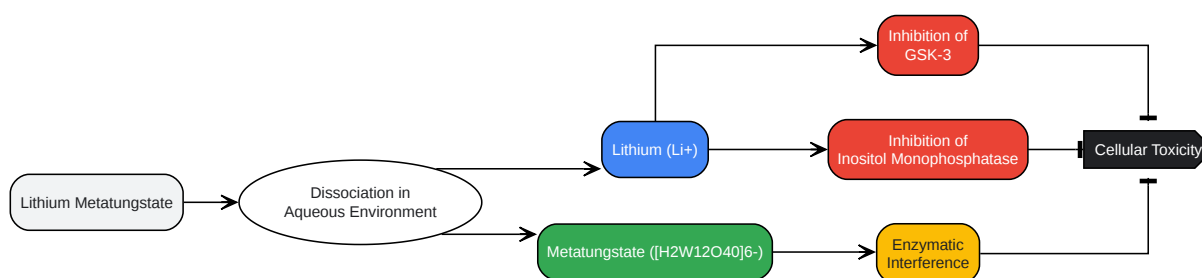 Lithium Metatungstate
Dissociation in
Aqueous Environment
Lithium (Li+)
Metatungstate ([H2W12O40]6-)
Inhibition of
GSK-3
Inhibition of
Inositol Monophosphatase
Enzymatic
Interference
Cellular Toxicity